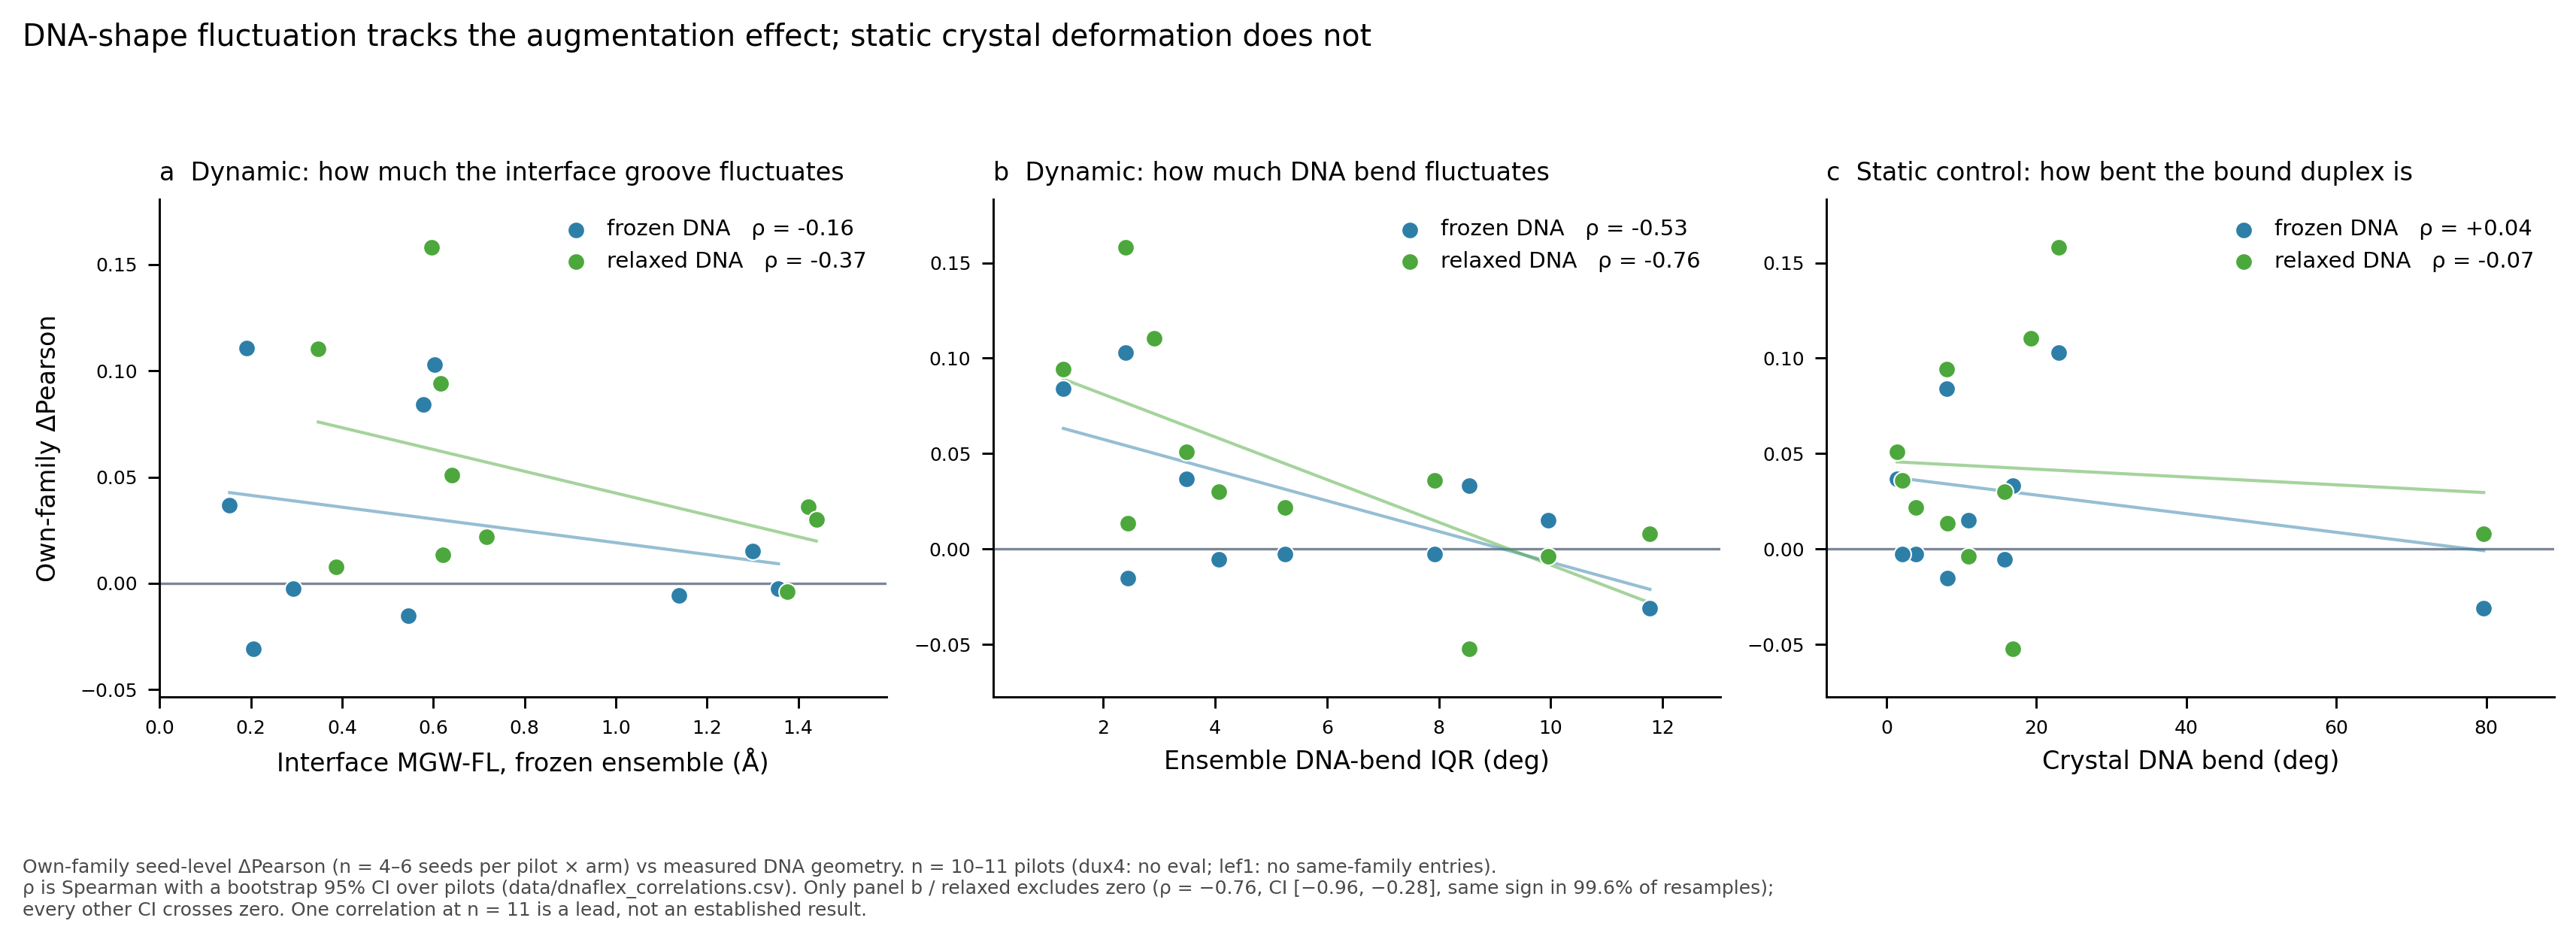 DNA-shape fluctuation tracks the augmentation effect; static crystal deformation does not
a Dynamic: how much the interface groove fluctuates
frozen DNA ρ = -0.16
relaxed DNA ρ = -0.37
Own-family ΔPearson
0.15
0.10
0.05
0.00
−0.05
0.0 0.2 0.4 0.6 0.8 1.0 1.2 1.4
Interface MGW-FL, frozen ensemble (Å)
b Dynamic: how much DNA bend fluctuates
frozen DNA ρ = -0.53
relaxed DNA ρ = -0.76
0.15
0.10
0.05
0.00
−0.05
2 4 6 8 10 12
Ensemble DNA-bend IQR (deg)
c Static control: how bent the bound duplex is
frozen DNA ρ = +0.04
relaxed DNA ρ = -0.07
0.15
0.10
0.05
0.00
−0.05
0 20 40 60 80
Crystal DNA bend (deg)
Own-family seed-level ΔPearson (n = 4–6 seeds per pilot × arm) vs measured DNA geometry. n = 10–11 pilots (dux4: no eval; lef1: no same-family entries).
ρ is Spearman with a bootstrap 95% CI over pilots (data/dnaflex_correlations.csv). Only panel b / relaxed excludes zero (ρ = −0.76, CI [−0.96, −0.28], same sign in 99.6% of resamples);
every other CI crosses zero. One correlation at n = 11 is a lead, not an established result.